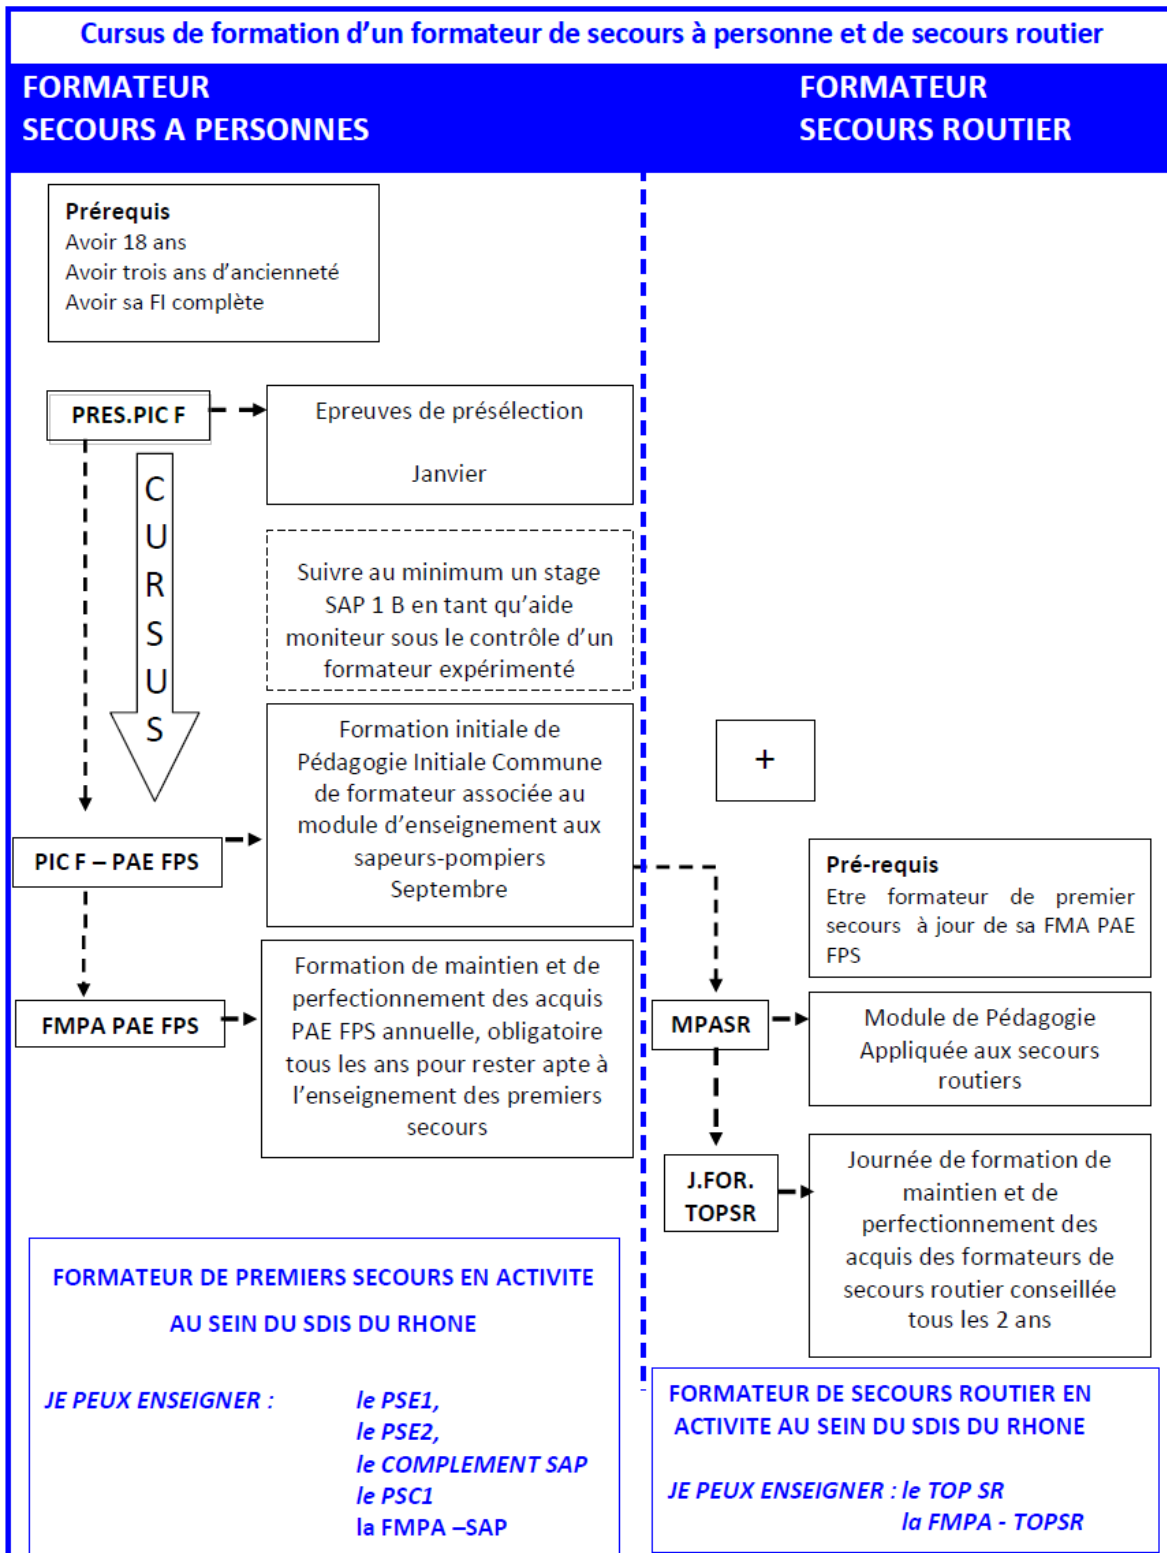 Cursus de formation d'un formateur de secours à personne et de secours routier
FORMATEUR
SECOURS A PERSONNES
FORMATEUR
SECOURS ROUTIER
Prérequis
Avoir 18 ans
Avoir trois ans d'ancienneté
Avoir sa FI complète
PRES.PIC F
Epreuves de présélection
Janvier
C
U
R
S
U
S
Suivre au minimum un stage
SAP 1 B en tant qu'aide
moniteur sous le contrôle d'un
formateur expérimenté
Formation initiale de
Pédagogie Initiale Commune
de formateur associée au
module d'enseignement aux
sapeurs-pompiers
Septembre
PIC F – PAE FPS
Formation de maintien et de
perfectionnement des acquis
PAE FPS annuelle, obligatoire
tous les ans pour rester apte à
l'enseignement des premiers
secours
FMPA PAE FPS
+
Pré-requis
Etre formateur de premier
secours à jour de sa FMA PAE
FPS
MPASR
Module de Pédagogie
Appliquée aux secours
routiers
J.FOR.
TOPSR
Journée de formation de
maintien et de
perfectionnement des
acquis des formateurs de
secours routier conseillée
tous les 2 ans
FORMATEUR DE PREMIERS SECOURS EN ACTIVITE
AU SEIN DU SDIS DU RHONE
JE PEUX ENSEIGNER : le PSE1,
le PSE2,
le COMPLEMENT SAP
le PSC1
la FMPA –SAP
FORMATEUR DE SECOURS ROUTIER EN
ACTIVITE AU SEIN DU SDIS DU RHONE
JE PEUX ENSEIGNER : le TOP SR
la FMPA - TOPSR